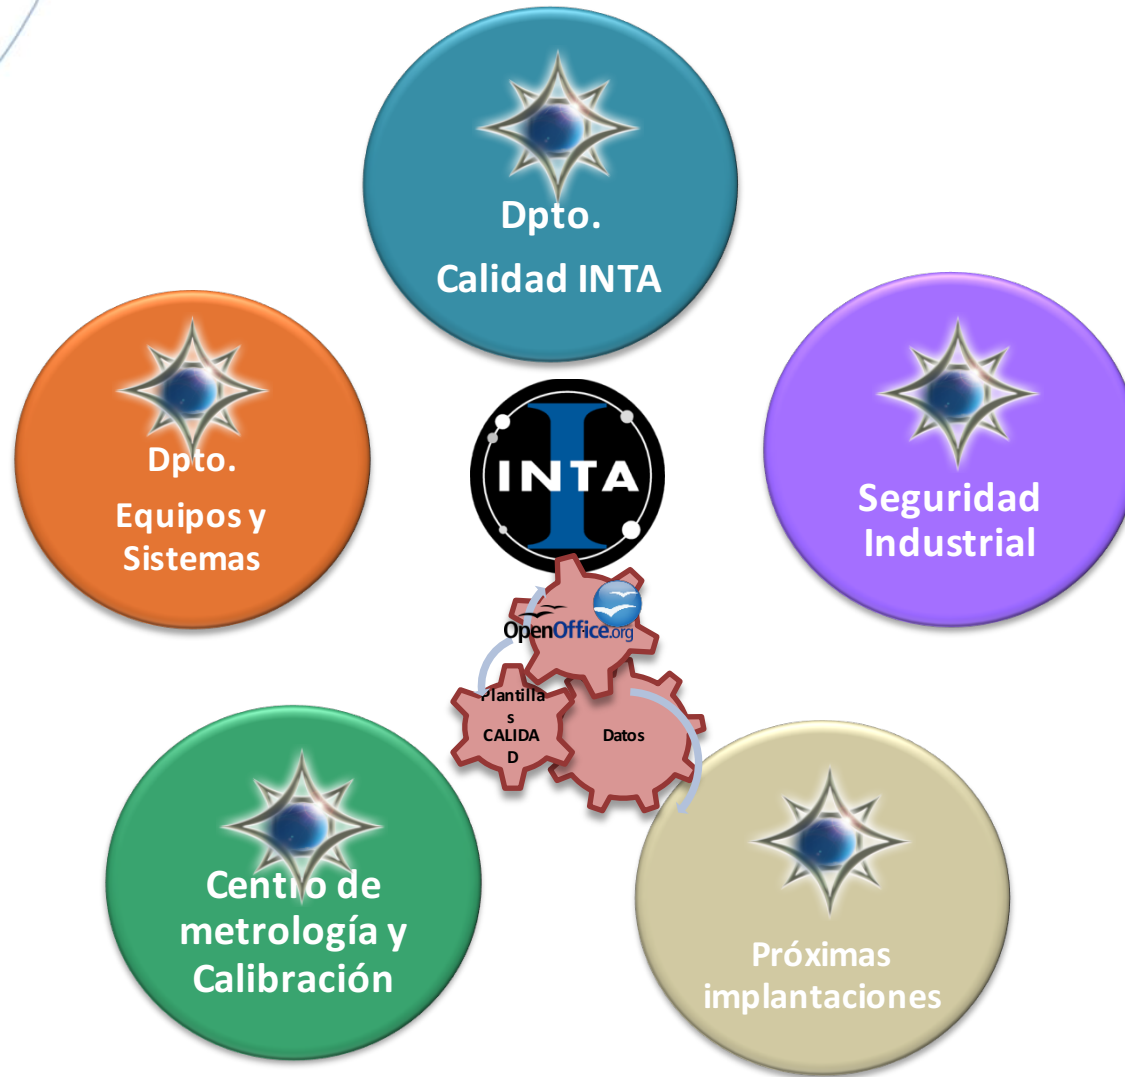 Dpto.
Calidad INTA
Dpto.
Equipos y
Sistemas
INTA
Seguridad
Industrial
OpenOffice.org
Plantilla
s
CALIDA
D
Datos
Centro de
metrología y
Calibración
Próximas
implantaciones